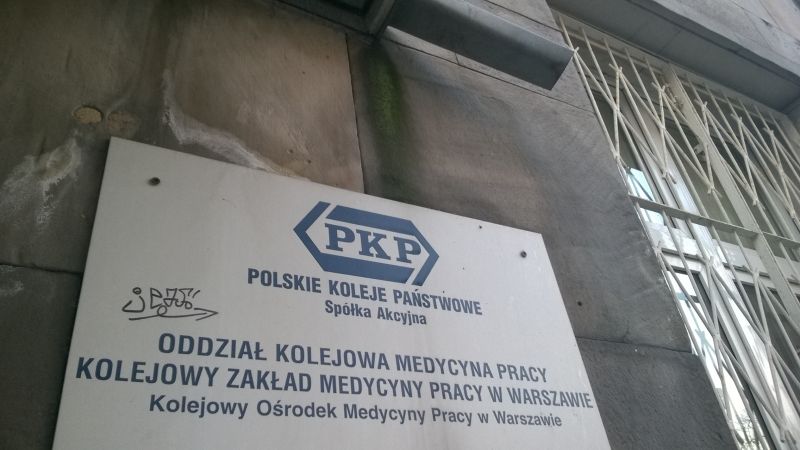 PKP
POLSKIE KOLEJE PAŃSTWOWE
Spółka Akcyjna
ODDZIAŁ KOLEJOWA MEDYCYNA PRACY
KOLEJOWY ZAKŁAD MEDYCYNY PRACY W WARSZAWIE
Kolejowy Ośrodek Medycyny Pracy w Warszawie